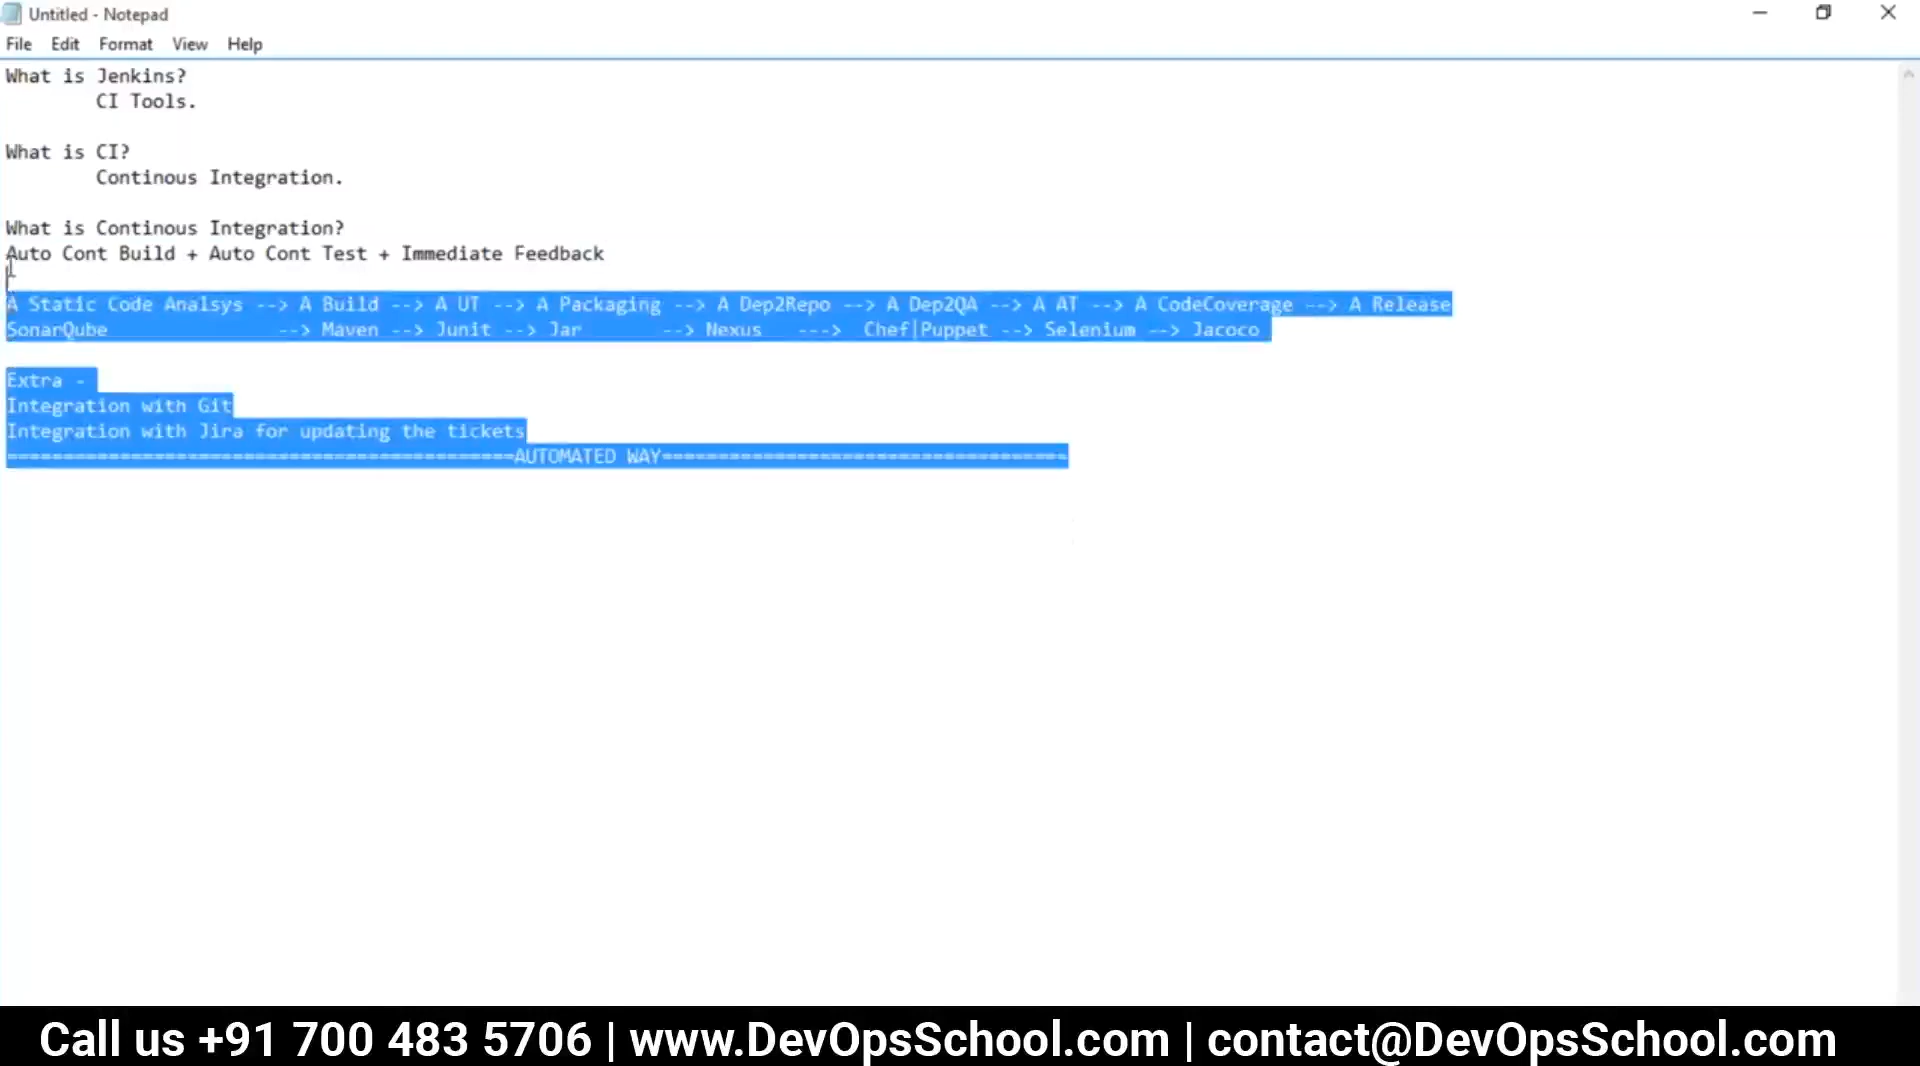 Untitled - Notepad
File Edit Format View Help
What is Jenkins?
CI Tools.
What is CI?
Continous Integration.
What is Continous Integration?
Auto Cont Build + Auto Cont Test + Immediate Feedback
A Static Code Analsys --> A Build --> A UT --> A Packaging --> A Dep2Repo --> A Dep2QA --> A AT --> A CodeCoverage --> A Release
SonarQube --> Maven --> Junit --> Jar --> Nexus ---> Chef|Puppet --> Selenium --> Jacoco
Extra -
Integration with Git
Integration with Jira for updating the tickets
=============================================AUTOMATED WAY====================================
Call us +91 700 483 5706 | www.DevOpsSchool.com | contact@DevOpsSchool.com